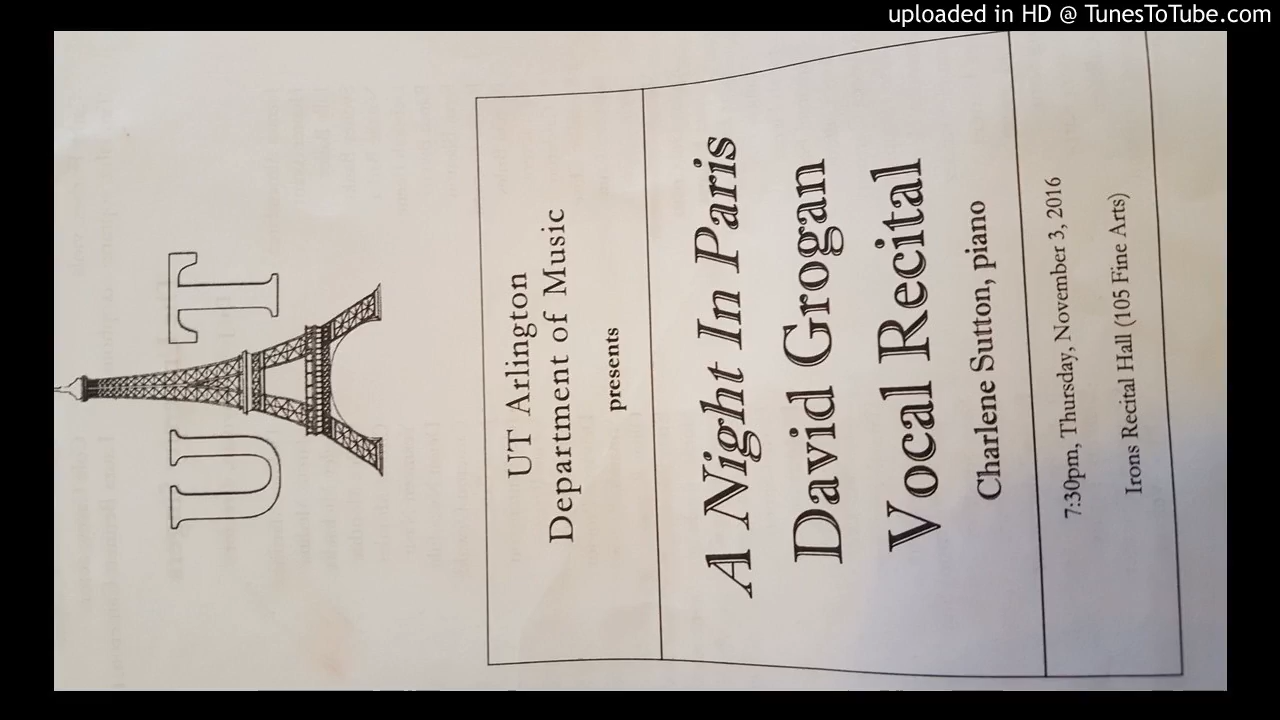 uploaded in HD @ TunesToTube.com
U T
UT Arlington
Department of Music
presents
A Night In Paris
David Grogan
Vocal Recital
Charlene Sutton, piano
7:30pm, Thursday, November 3, 2016
Irons Recital Hall (105 Fine Arts)